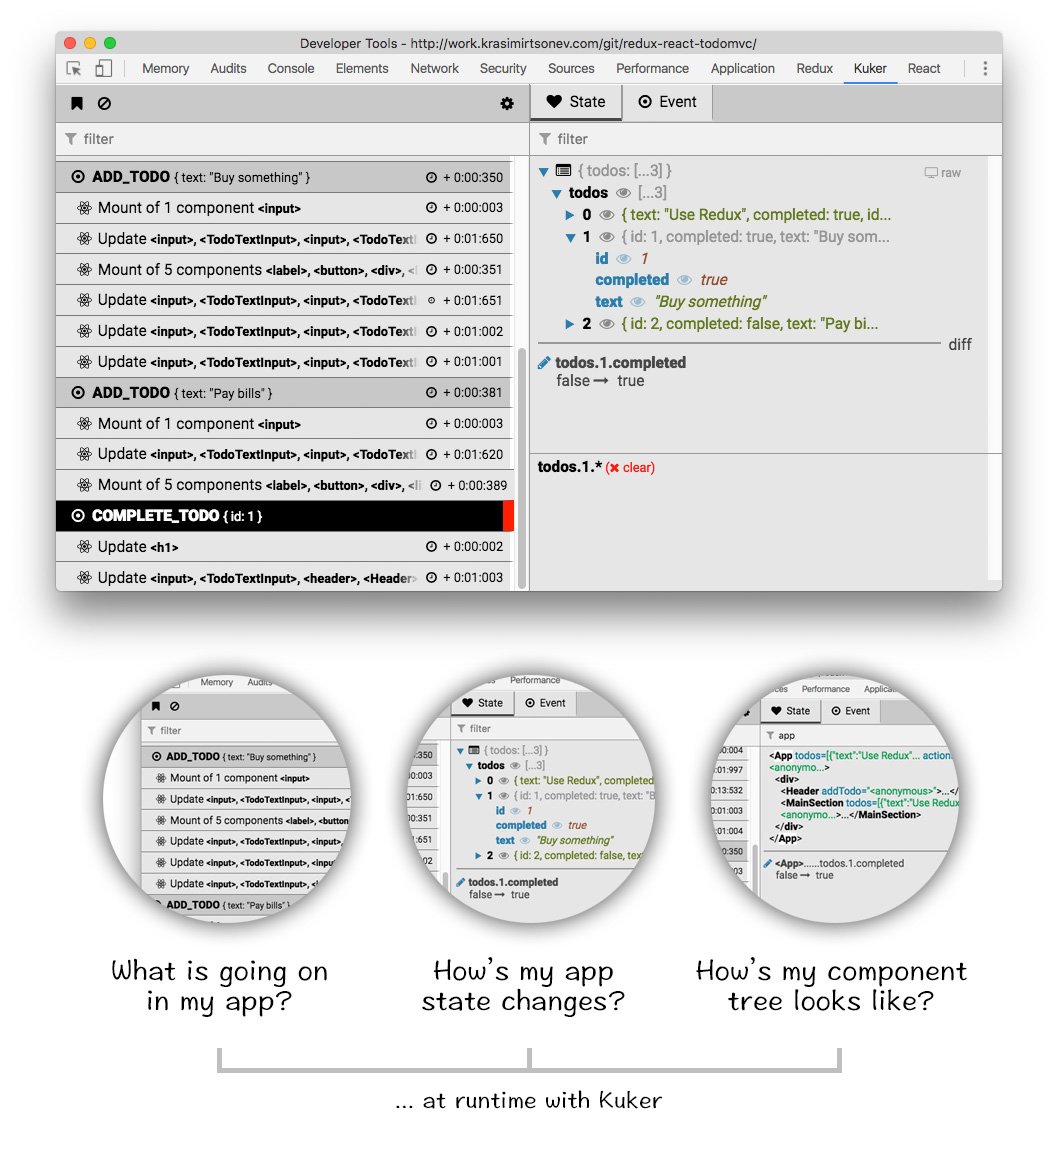 Developer Tools - http://work.krasimirtsonev.com/git/redux-react-todomvc/
Memory Audits Console Elements Network Security Sources Performance Application Redux Kuker React
State Event
filter
filter
ADD_TODO { text: "Buy something" } + 0:00:350
Mount of 1 component <input> + 0:00:003
Update <input>, <TodoTextInput>, <input>, <TodoTextI + 0:01:650
Mount of 5 components <label>, <button>, <div>, <l + 0:00:351
Update <input>, <TodoTextInput>, <input>, <TodoTextI + 0:01:651
Update <input>, <TodoTextInput>, <input>, <TodoTextI + 0:01:002
Update <input>, <TodoTextInput>, <input>, <TodoTextI + 0:01:001
ADD_TODO { text: "Pay bills" } + 0:00:381
Mount of 1 component <input> + 0:00:003
Update <input>, <TodoTextInput>, <input>, <TodoTextI + 0:01:620
Mount of 5 components <label>, <button>, <div>, <li + 0:00:389
COMPLETE_TODO { id: 1 }
Update <h1> + 0:00:002
Update <input>, <TodoTextInput>, <header>, <Header> + 0:01:003
{ todos: [...3] } raw
todos [...3]
0 { text: "Use Redux", completed: true, id...
1 { id: 1, completed: true, text: "Buy som...
id 1
completed true
text "Buy something"
2 { id: 2, completed: false, text: "Pay bi...
diff
todos.1.completed
false → true
todos.1.* (✖ clear)
Memory Audits
filter
ADD_TODO { text: "Buy something" }
Mount of 1 component <input>
Update <input>, <TodoTextInput>, <input>, <
Mount of 5 components <label>, <button
Update <input>, <TodoTextInput>, <input>
Update <input>, <TodoTextInput>, <input
Update <input>, <TodoTextInput>, <
ADD_TODO { text: "Pay bills" }
ces Performance
State Event
filter
:350
00:003
01:650
00:351
:651
02
{ todos: [...3] }
todos [...3]
0 { text: "Use Redux", completed
1 { id: 1, completed: true, text: "B
id 1
completed true
text "Buy something"
2 { id: 2, completed: false, tex
todos.1.completed
false → true
ces Performance Applica
State Event
app
00:004
01:997
13:532
01:003
:01:004
00:350
003
<App todos=[{"text":"Use Redux"... action
<anonymo...>
<div>
<Header addTodo="<anonymous>">...</
<MainSection todos=[{"text":"Use Redux
<anonymo...>...</MainSection>
</div>
</App>
<App>......todos.1.completed
false → true
What is going on
in my app?
How's my app
state changes?
How's my component
tree looks like?
... at runtime with Kuker